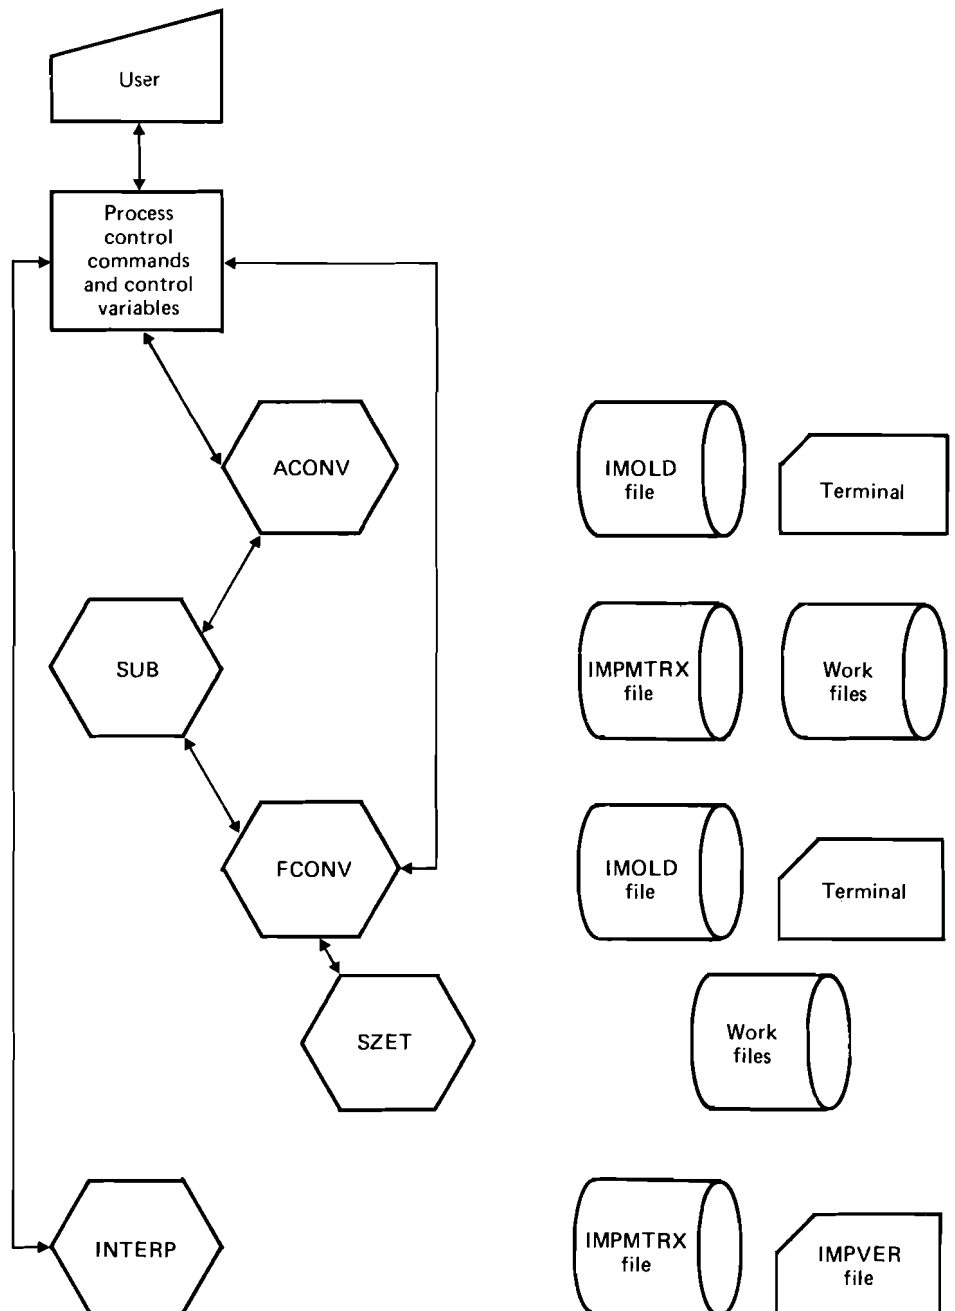 User
Process
control
commands
and control
variables
ACONV
IMOLD
file
Terminal
SUB
IMPMTRX
file
Work
files
FCONV
IMOLD
file
Terminal
SZET
Work
files
INTERP
IMPMTRX
file
IMPVER
file